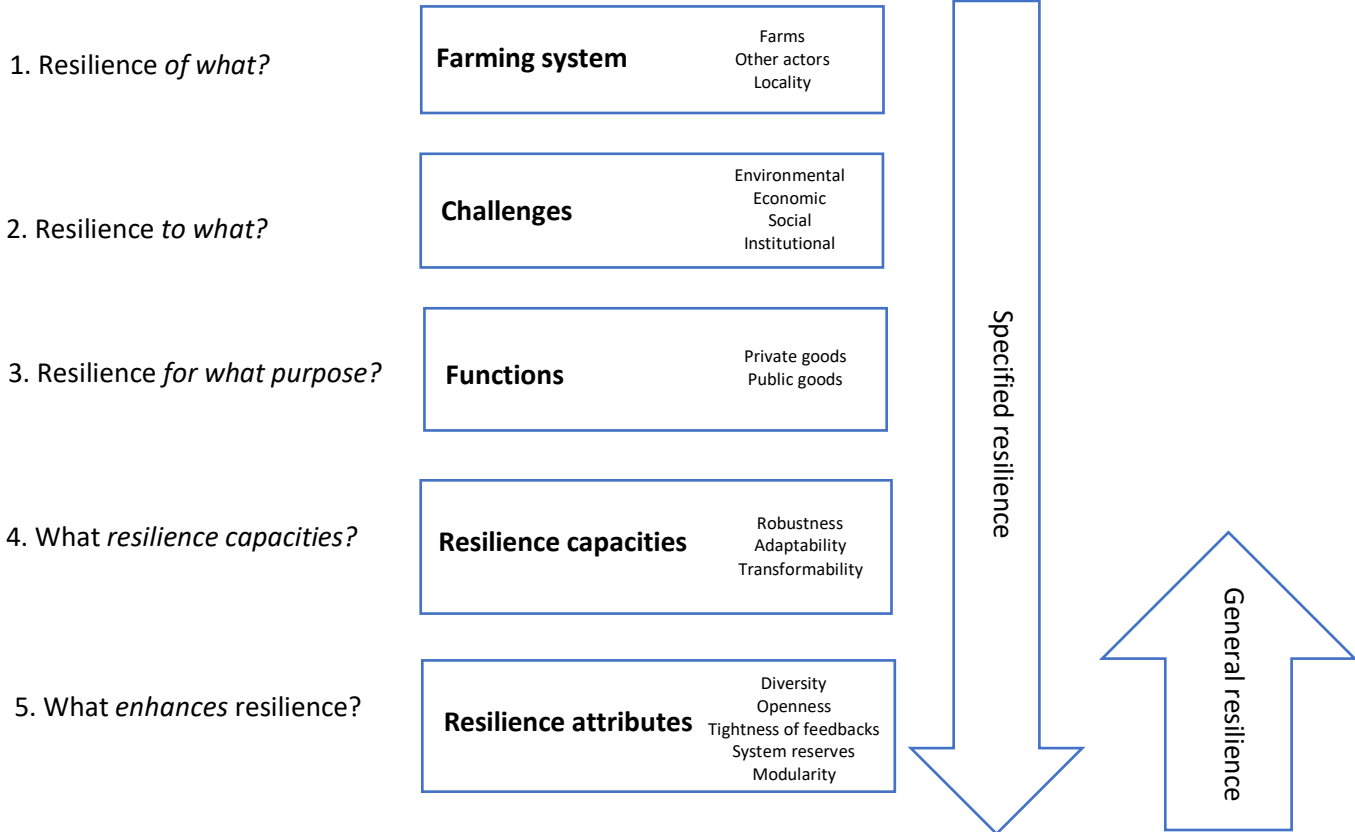 1. Resilience of what?
Farming system
Farms
Other actors
Locality
2. Resilience to what?
Challenges
Environmental
Economic
Social
Institutional
3. Resilience for what purpose?
Functions
Private goods
Public goods
4. What resilience capacities?
Resilience capacities
Robustness
Adaptability
Transformability
5. What enhances resilience?
Resilience attributes
Diversity
Openness
Tightness of feedbacks
System reserves
Modularity
Specified resilience
General resilience